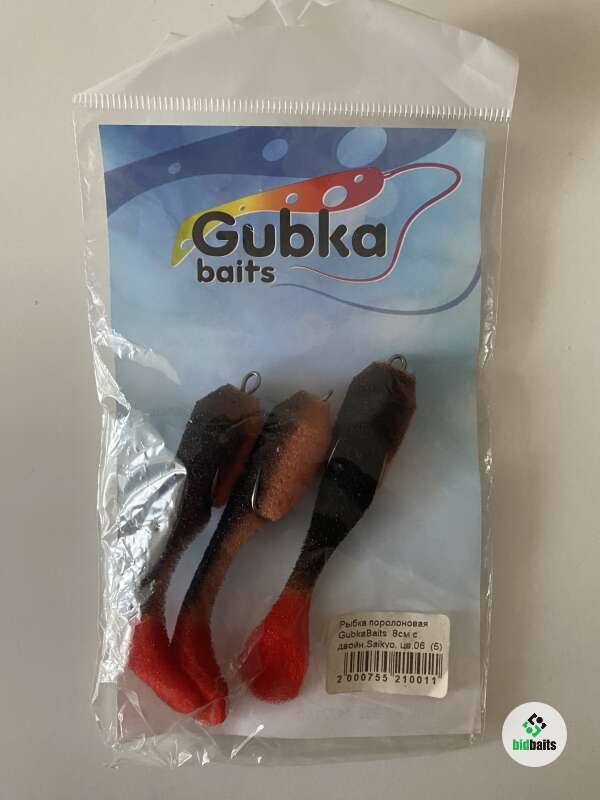 Gubka
baits
Рыбка поролоновая
GubkaBaits 8см с
двойн.Saikyo, цв.06 (5)
2 000755 210011
bidbaits